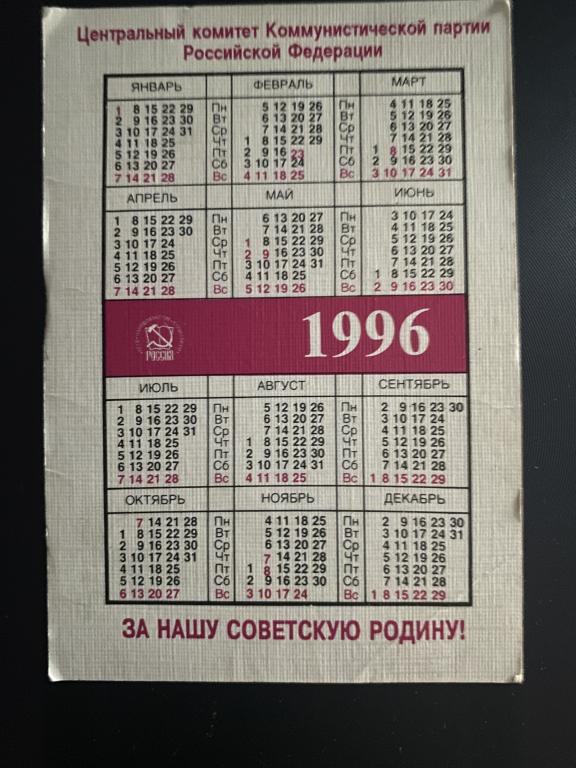 Центральный комитет Коммунистической партии
Российской Федерации
ЯНВАРЬ ФЕВРАЛЬ МАРТ
1 8 15 22 29 Пн 5 12 19 26 Пн 4 11 18 25
2 9 16 23 30 Вт 6 13 20 27 Вт 5 12 19 26
3 10 17 24 31 Ср 7 14 21 28 Ср 6 13 20 27
4 11 18 25 Чт 1 8 15 22 29 Чт 7 14 21 28
5 12 19 26 Пт 2 9 16 23 Пт 1 8 15 22 29
6 13 20 27 Сб 3 10 17 24 Сб 2 9 16 23 30
7 14 21 28 Вс 4 11 18 25 Вс 3 10 17 24 31
АПРЕЛЬ МАЙ ИЮНЬ
1 8 15 22 29 Пн 6 13 20 27 Пн 3 10 17 24
2 9 16 23 30 Вт 7 14 21 28 Вт 4 11 18 25
3 10 17 24 Ср 1 8 15 22 29 Ср 5 12 19 26
4 11 18 25 Чт 2 9 16 23 30 Чт 6 13 20 27
5 12 19 26 Пт 3 10 17 24 31 Пт 7 14 21 28
6 13 20 27 Сб 4 11 18 25 Сб 1 8 15 22 29
7 14 21 28 Вс 5 12 19 26 Вс 2 9 16 23 30
РОССИЯ
1996
ИЮЛЬ АВГУСТ СЕНТЯБРЬ
1 8 15 22 29 Пн 5 12 19 26 Пн 2 9 16 23 30
2 9 16 23 30 Вт 6 13 20 27 Вт 3 10 17 24
3 10 17 24 31 Ср 7 14 21 28 Ср 4 11 18 25
4 11 18 25 Чт 1 8 15 22 29 Чт 5 12 19 26
5 12 19 26 Пт 2 9 16 23 30 Пт 6 13 20 27
6 13 20 27 Сб 3 10 17 24 31 Сб 7 14 21 28
7 14 21 28 Вс 4 11 18 25 Вс 1 8 15 22 29
ОКТЯБРЬ НОЯБРЬ ДЕКАБРЬ
7 14 21 28 Пн 4 11 18 25 Пн 2 9 16 23 30
1 8 15 22 29 Вт 5 12 19 26 Вт 3 10 17 24 31
2 9 16 23 30 Ср 6 13 20 27 Ср 4 11 18 25
3 10 17 24 31 Чт 7 14 21 28 Чт 5 12 19 26
4 11 18 25 Пт 1 8 15 22 29 Пт 6 13 20 27
5 12 19 26 Сб 2 9 16 23 30 Сб 7 14 21 28
6 13 20 27 Вс 3 10 17 24 Вс 1 8 15 22 29
ЗА НАШУ СОВЕТСКУЮ РОДИНУ!